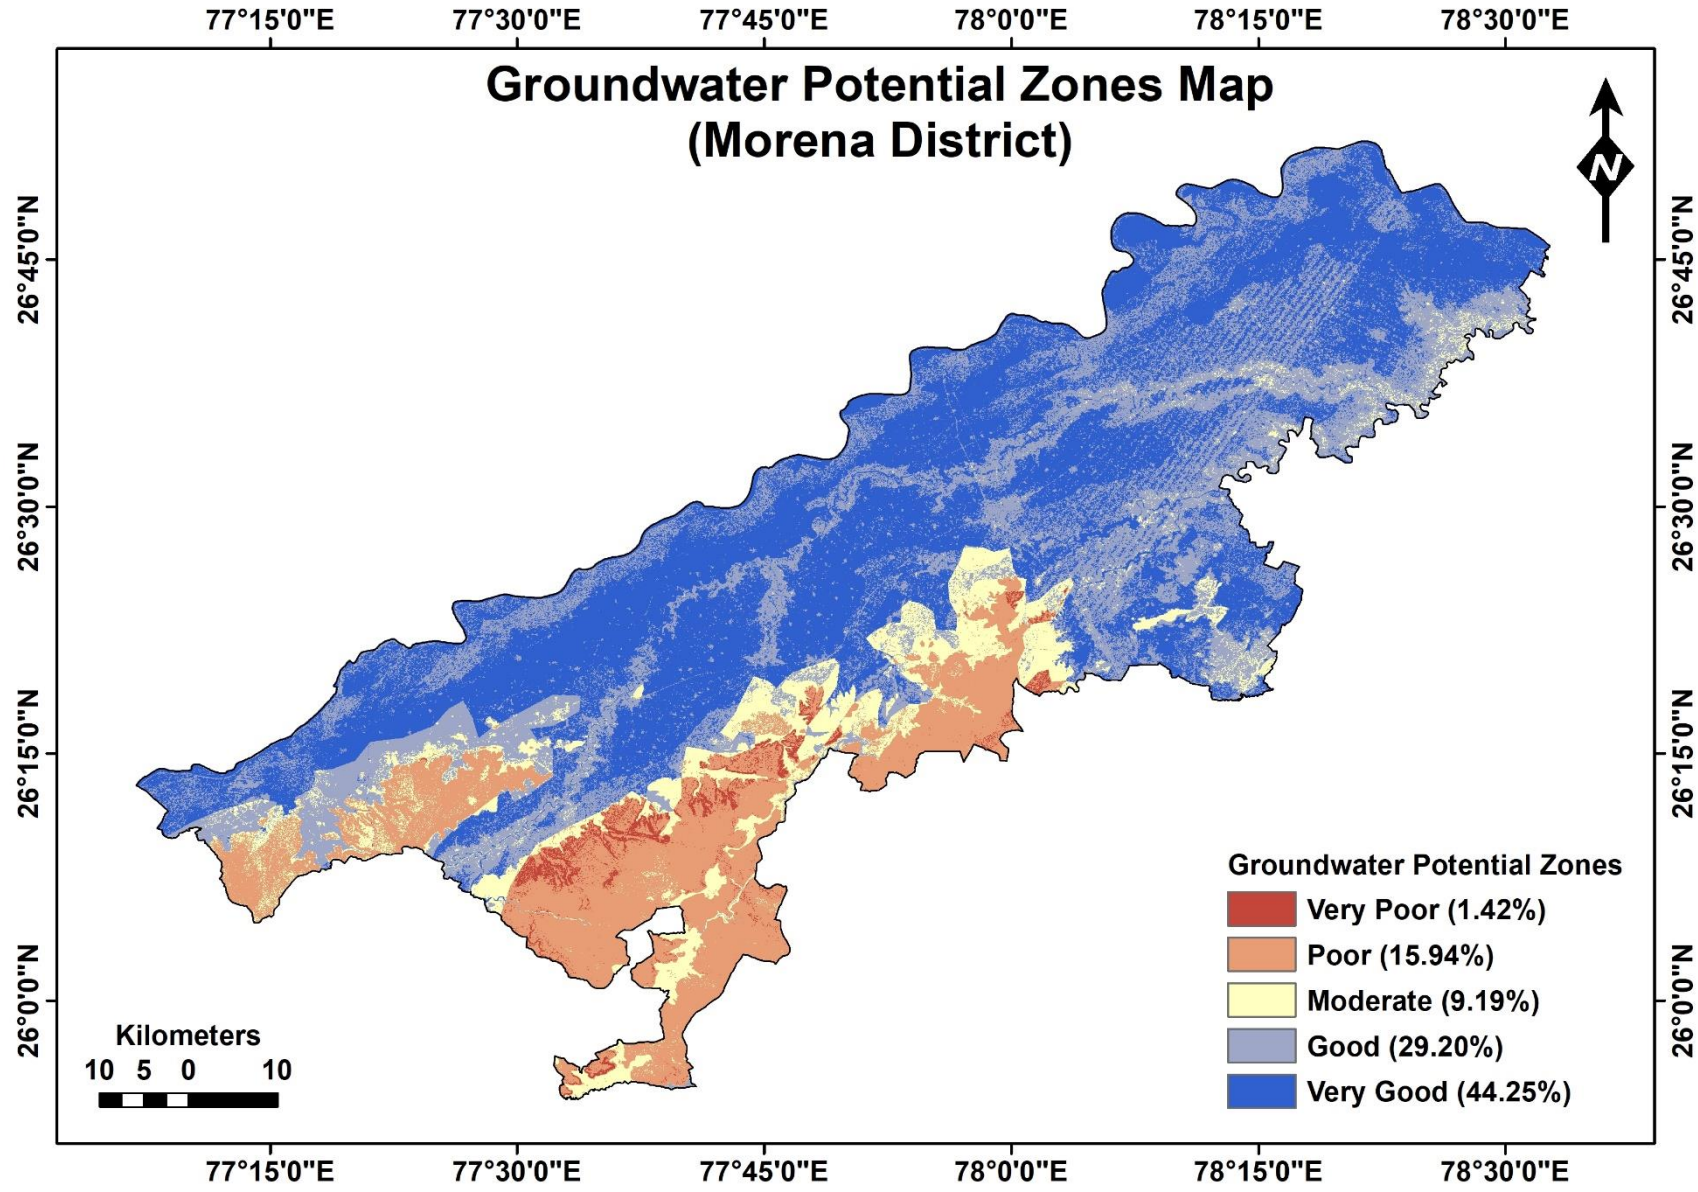 77°15'0"E 77°30'0"E 77°45'0"E 78°0'0"E 78°15'0"E 78°30'0"E
Groundwater Potential Zones Map
(Morena District)
N
26°45'0"N 26°45'0"N
26°30'0"N 26°30'0"N
26°15'0"N 26°15'0"N
26°0'0"N 26°0'0"N
Groundwater Potential Zones
Very Poor (1.42%)
Poor (15.94%)
Moderate (9.19%)
Good (29.20%)
Very Good (44.25%)
Kilometers
10 5 0 10
77°15'0"E 77°30'0"E 77°45'0"E 78°0'0"E 78°15'0"E 78°30'0"E